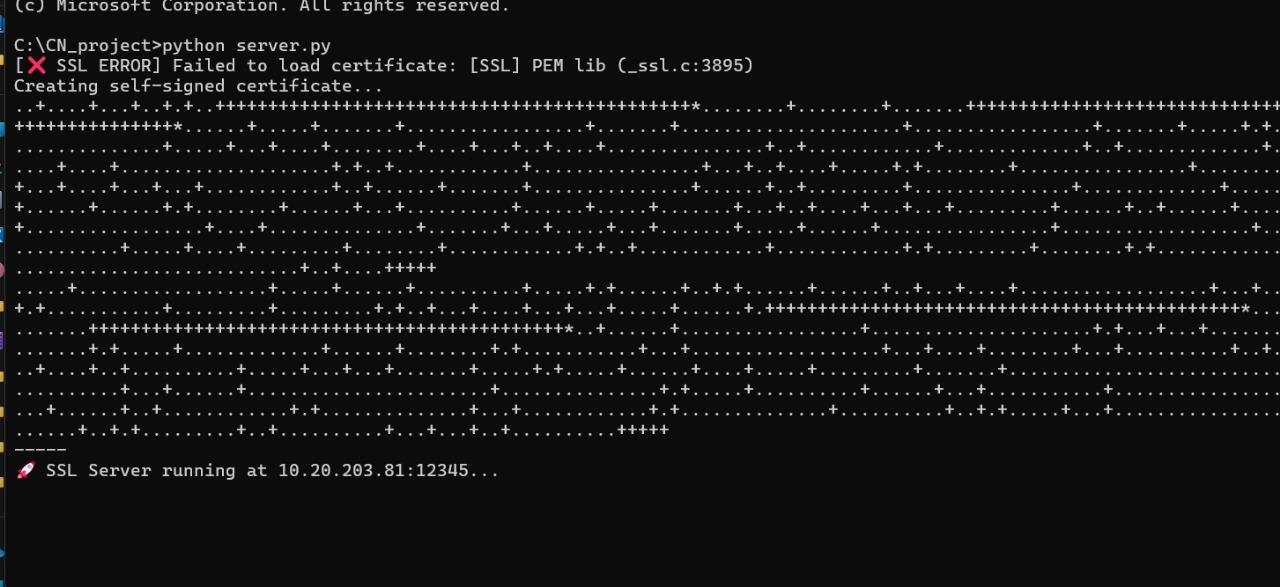 (c) Microsoft Corporation. All rights reserved.
C:\CN_project>python server.py
[❌ SSL ERROR] Failed to load certificate: [SSL] PEM lib (_ssl.c:3895)
Creating self-signed certificate...
-----
🚀 SSL Server running at 10.20.203.81:12345...